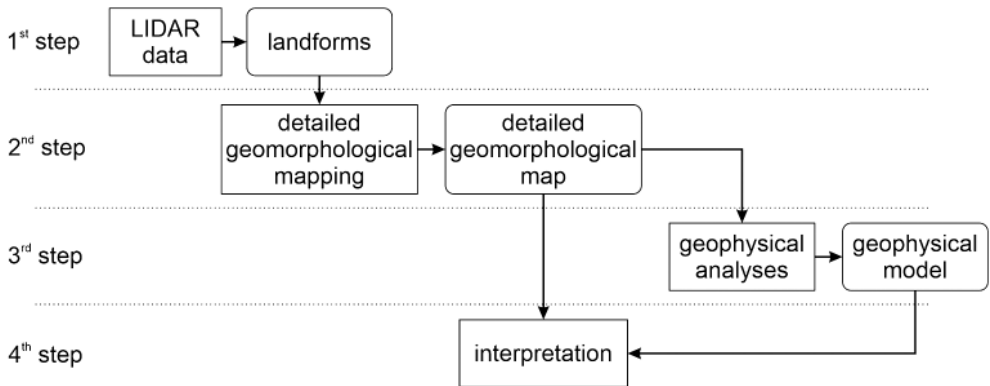 1st step
LIDAR
data
landforms
2nd step
detailed
geomorphological
mapping
detailed
geomorphological
map
3rd step
geophysical
analyses
geophysical
model
4th step
interpretation